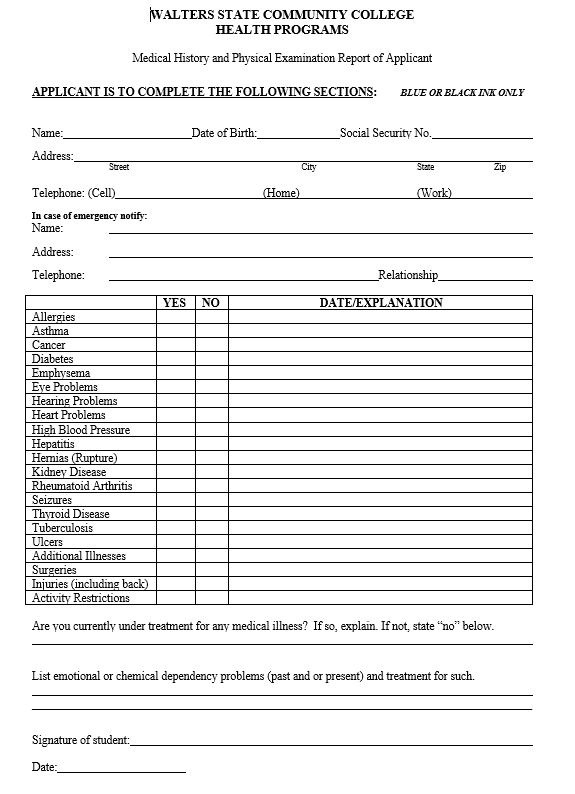 WALTERS STATE COMMUNITY COLLEGE
HEALTH PROGRAMS
Medical History and Physical Examination Report of Applicant
APPLICANT IS TO COMPLETE THE FOLLOWING SECTIONS: BLUE OR BLACK INK ONLY
Name: Date of Birth: Social Security No.
Address:
Street City State Zip
Telephone: (Cell) (Home) (Work)
In case of emergency notify:
Name:
Address:
Telephone: Relationship
YES NO DATE/EXPLANATION
Allergies
Asthma
Cancer
Diabetes
Emphysema
Eye Problems
Hearing Problems
Heart Problems
High Blood Pressure
Hepatitis
Hernias (Rupture)
Kidney Disease
Rheumatoid Arthritis
Seizures
Thyroid Disease
Tuberculosis
Ulcers
Additional Illnesses
Surgeries
Injuries (including back)
Activity Restrictions
Are you currently under treatment for any medical illness? If so, explain. If not, state “no” below.
List emotional or chemical dependency problems (past and or present) and treatment for such.
Signature of student:
Date: